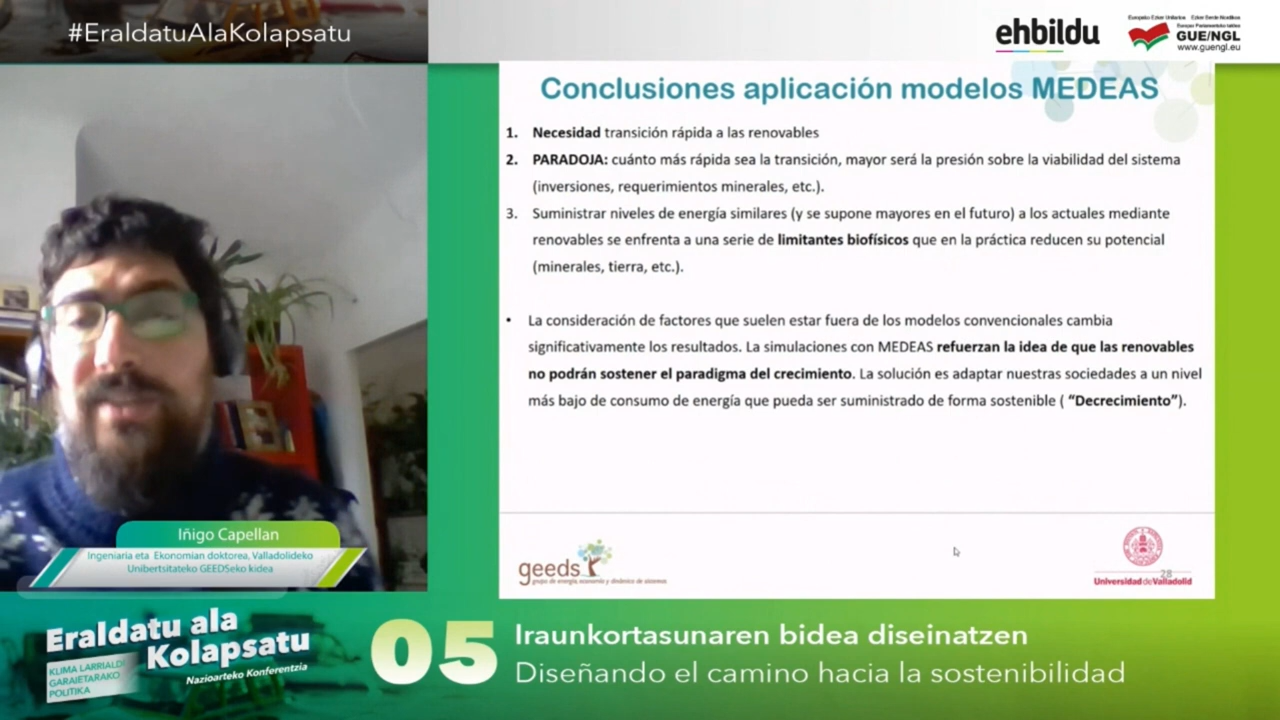 #EraldatuAlaKolapsatu
ehbildu
GUE/NGL
www.guengl.eu
Conclusiones aplicación modelos MEDEAS
1. Necesidad transición rápida a las renovables
2. PARADOJA: cuánto más rápida sea la transición, mayor será la presión sobre la viabilidad del sistema
(inversiones, requerimientos minerales, etc.).
3. Suministrar niveles de energía similares (y se supone mayores en el futuro) a los actuales mediante
renovables se enfrenta a una serie de limitantes biofísicos que en la práctica reducen su potencial
(minerales, tierra, etc.).
• La consideración de factores que suelen estar fuera de los modelos convencionales cambia
significativamente los resultados. La simulaciones con MEDEAS refuerzan la idea de que las renovables
no podrán sostener el paradigma del crecimiento. La solución es adaptar nuestras sociedades a un nivel
más bajo de consumo de energía que pueda ser suministrado de forma sostenible ( “Decrecimiento”).
geeds
grupo de energía, economía y dinámica de sistemas
28
Universidad de Valladolid
Iñigo Capellan
Ingeniaria eta Ekonomian doktorea, Valladolideko
Unibertsitateko GEEDSeko kidea
Eraldatu ala
Kolapsatu
KLIMA LARRIALDI
GARAIETARAKO
POLITIKA
Nazioarteko Konferentzia
05
Iraunkortasunaren bidea diseinatzen
Diseñando el camino hacia la sostenibilidad